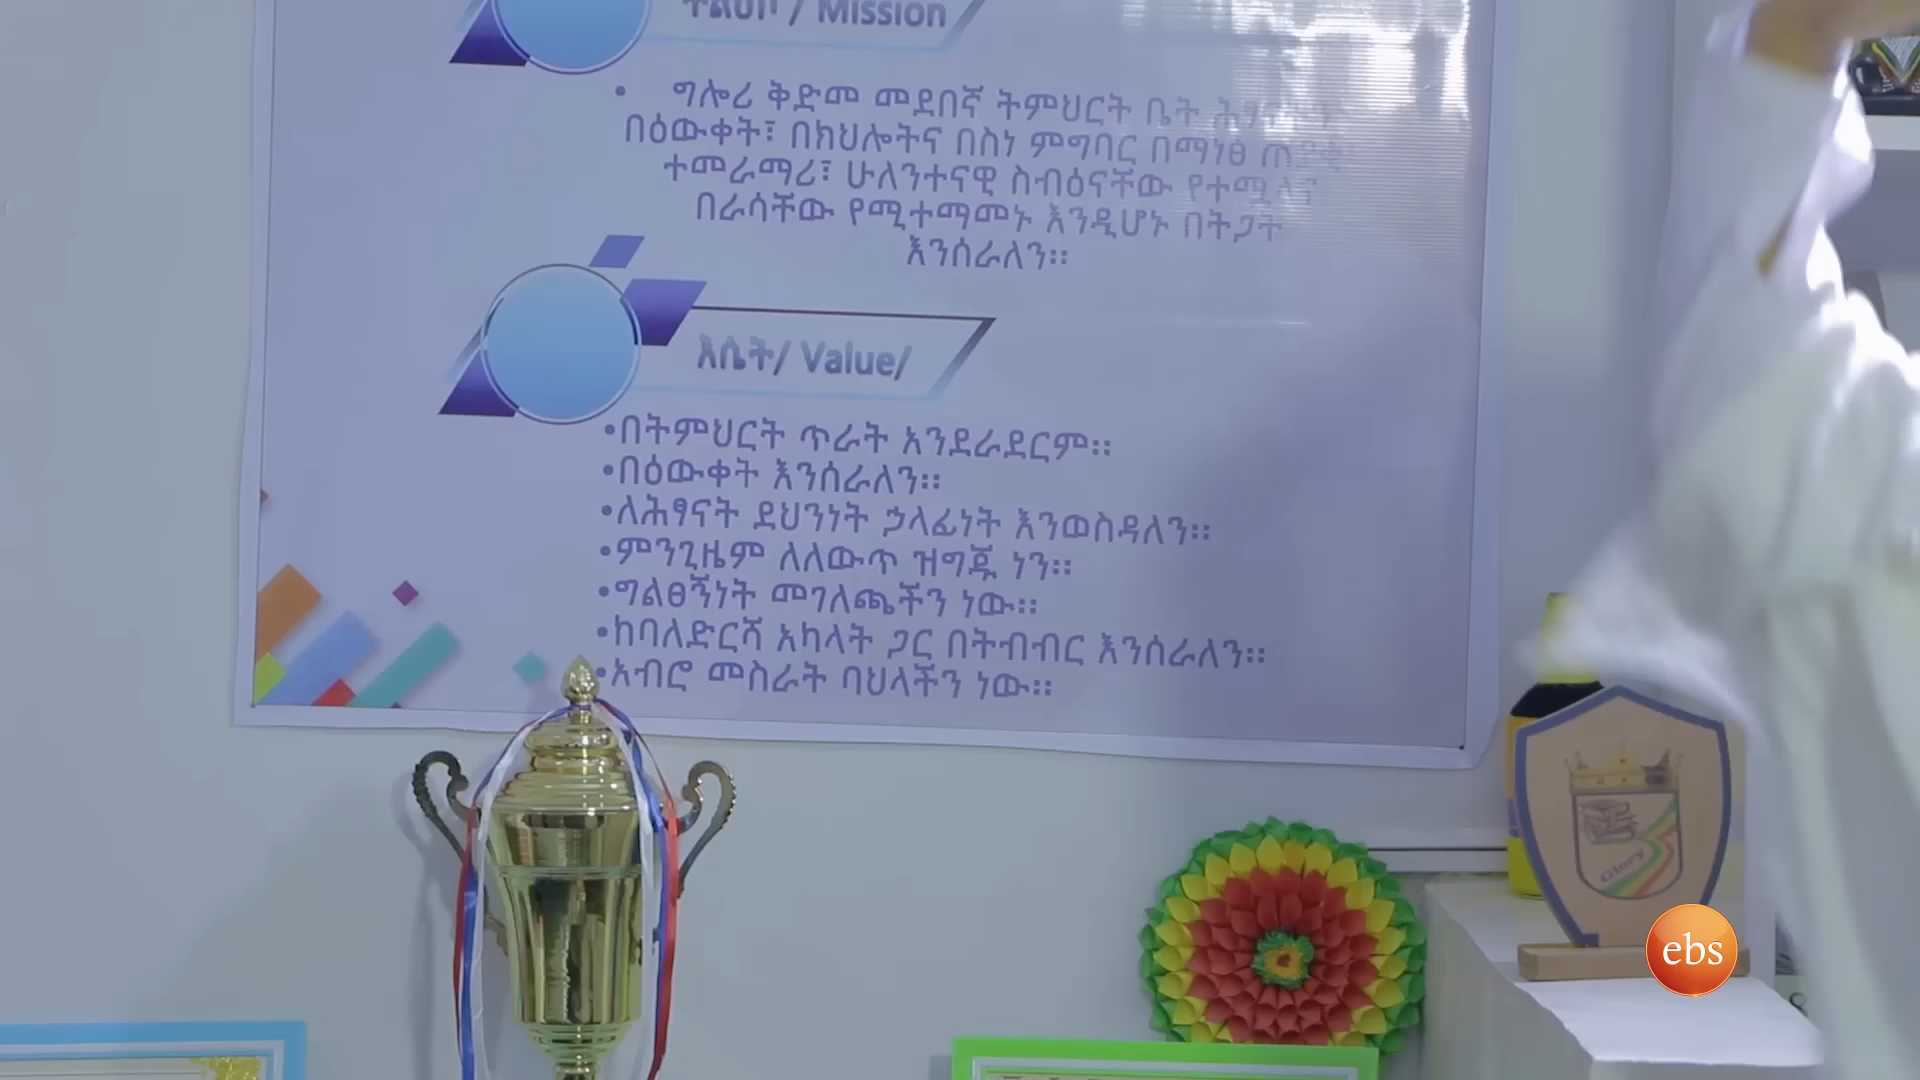 ተልዕኮ / Mission
• ግሎሪ ቅድመ መደበኛ ትምህርት ቤት
በዕውቀት፣ በክህሎትና በስነ ምግባር በማነፅ
ተመራማሪ፣ ሁለንተናዊ ስብዕናቸው የተሟላና
በራሳቸው የሚተማመኑ እንዲሆኑ በትጋት
እንሰራለን፡፡
እሴት/ Value/
•በትምህርት ጥራት አንደራደርም፡፡
•በዕውቀት እንሰራለን፡፡
•ለሕፃናት ደህንነት ኃላፊነት እንወስዳለን፡፡
•ምንጊዜም ለለውጥ ዝግጁ ነን፡፡
•ግልፀኝነት መገለጫችን ነው፡፡
•ከባለድርሻ አካላት ጋር በትብብር እንሰራለን፡፡
•አብሮ መስራት ባህላችን ነው፡፡
Glory
ebs